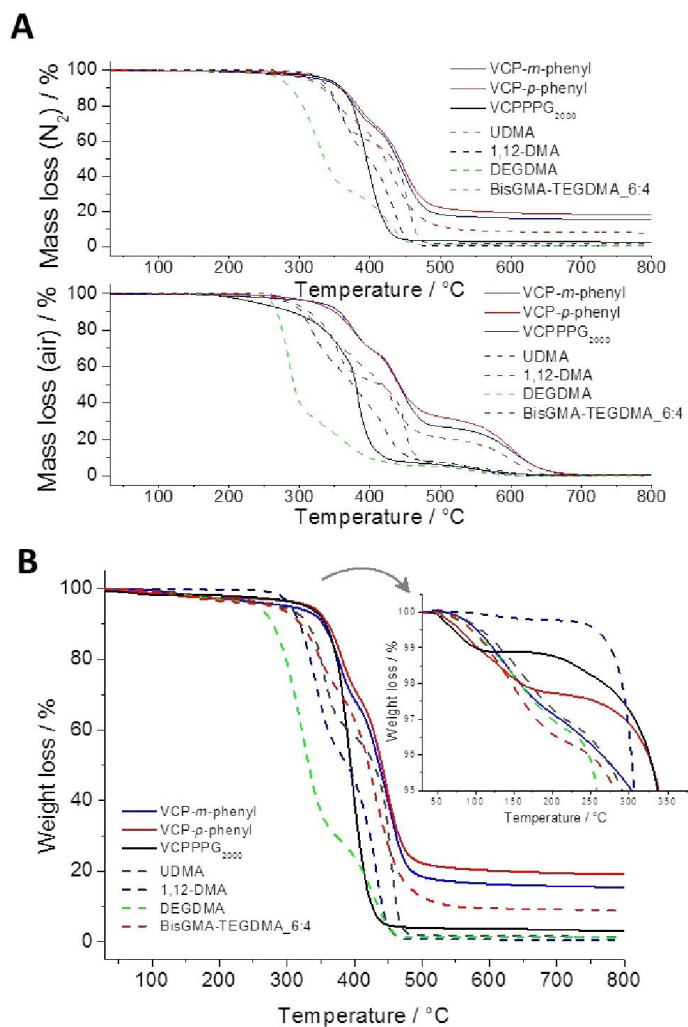 A
Mass loss (N2) / %
100
80
60
40
20
0
VCP-m-phenyl
VCP-p-phenyl
VCPPPG2000
UDMA
1,12-DMA
DEGDMA
BisGMA-TEGDMA_6:4
100 200 300 400 500 600 700 800
Temperature / °C
Mass loss (air) / %
100
80
60
40
20
0
VCP-m-phenyl
VCP-p-phenyl
VCPPPG2000
UDMA
1,12-DMA
DEGDMA
BisGMA-TEGDMA_6:4
100 200 300 400 500 600 700 800
Temperature / °C
B
Weight loss / %
100
80
60
40
20
0
VCP-m-phenyl
VCP-p-phenyl
VCPPPG2000
UDMA
1,12-DMA
DEGDMA
BisGMA-TEGDMA_6:4
Weight loss / %
100
99
98
97
96
95
50 100 150 200 250 300 350
Temperature / °C
100 200 300 400 500 600 700 800
Temperature / °C